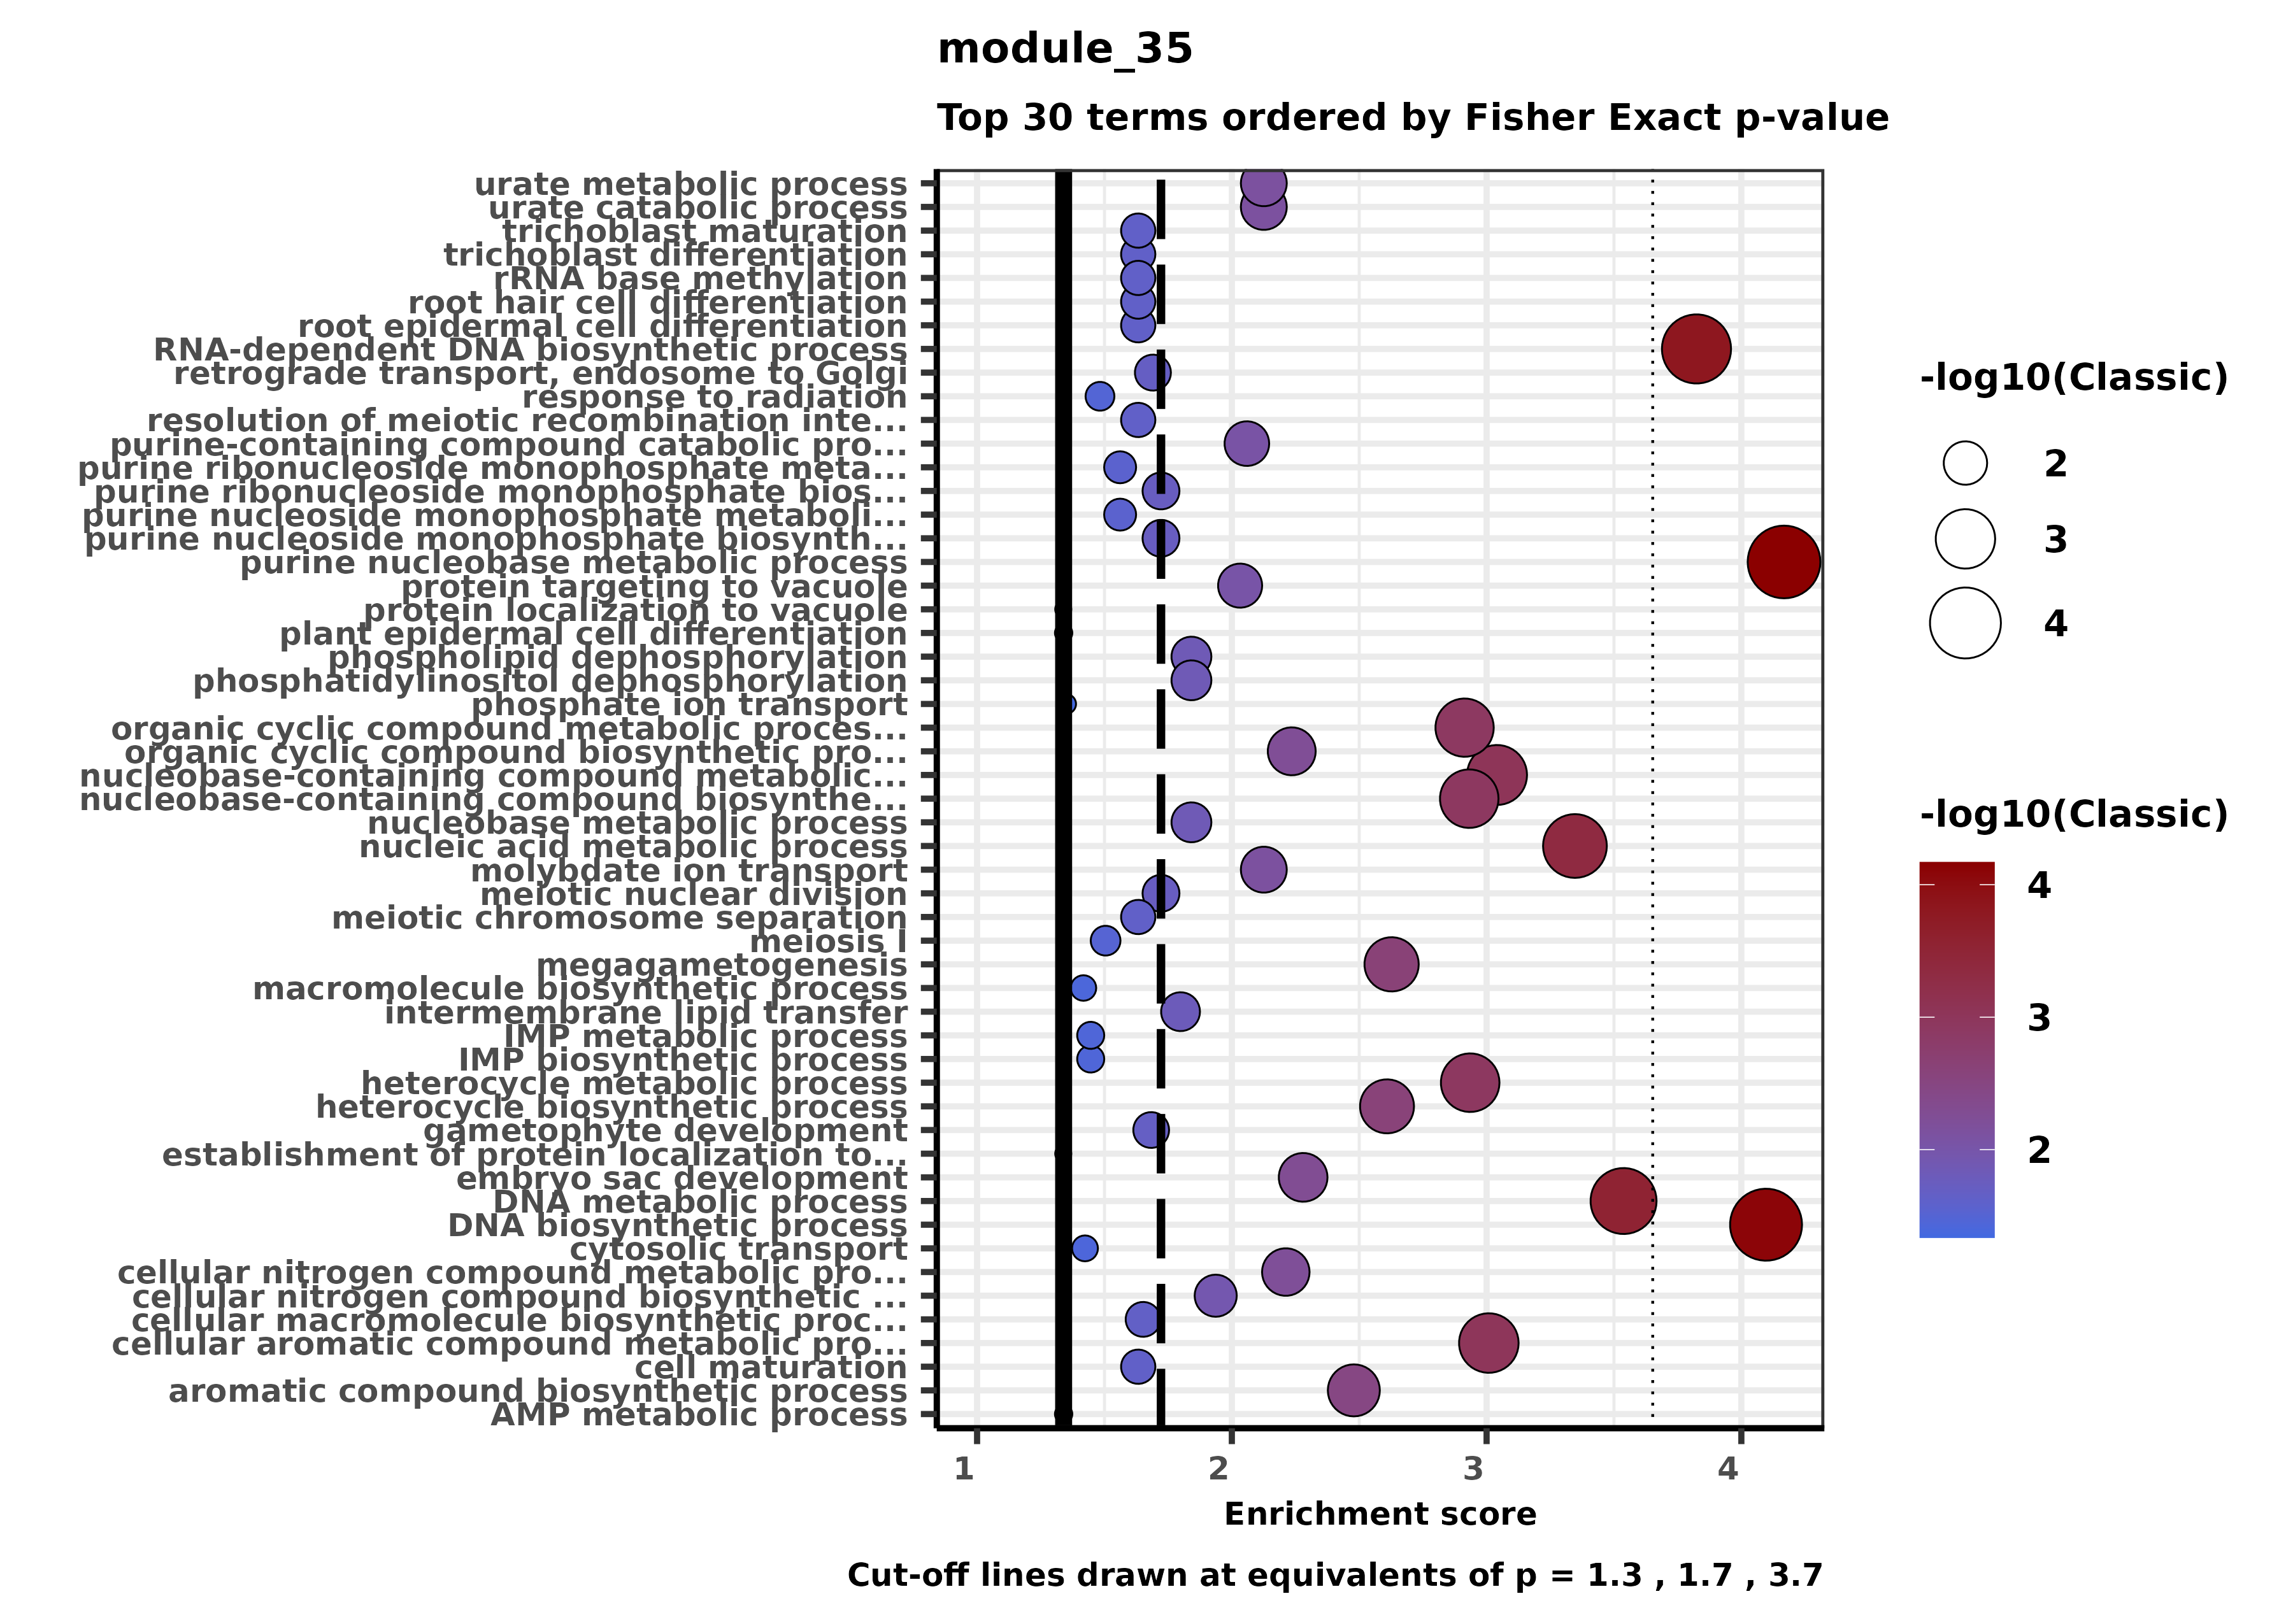 module_35
Top 30 terms ordered by Fisher Exact p-value
urate metabolic process
urate catabolic process
trichoblast maturation
trichoblast differentiation
rRNA base methylation
root hair cell differentiation
root epidermal cell differentiation
RNA-dependent DNA biosynthetic process
retrograde transport, endosome to Golgi
response to radiation
resolution of meiotic recombination inte...
purine-containing compound catabolic pro...
purine ribonucleoside monophosphate meta...
purine ribonucleoside monophosphate bios...
purine nucleoside monophosphate metaboli...
purine nucleoside monophosphate biosynth...
purine nucleobase metabolic process
protein targeting to vacuole
protein localization to vacuole
plant epidermal cell differentiation
phospholipid dephosphorylation
phosphatidylinositol dephosphorylation
phosphate ion transport
organic cyclic compound metabolic proces...
organic cyclic compound biosynthetic pro...
nucleobase-containing compound metabolic...
nucleobase-containing compound biosynthe...
nucleobase metabolic process
nucleic acid metabolic process
molybdate ion transport
meiotic nuclear division
meiotic chromosome separation
meiosis I
megagametogenesis
macromolecule biosynthetic process
intermembrane lipid transfer
IMP metabolic process
IMP biosynthetic process
heterocycle metabolic process
heterocycle biosynthetic process
gametophyte development
establishment of protein localization to...
embryo sac development
DNA metabolic process
DNA biosynthetic process
cytosolic transport
cellular nitrogen compound metabolic pro...
cellular nitrogen compound biosynthetic ...
cellular macromolecule biosynthetic proc...
cellular aromatic compound metabolic pro...
cell maturation
aromatic compound biosynthetic process
AMP metabolic process
1 2 3 4
Enrichment score
Cut-off lines drawn at equivalents of p = 1.3 , 1.7 , 3.7
-log10(Classic)
2
3
4
-log10(Classic)
4
3
2